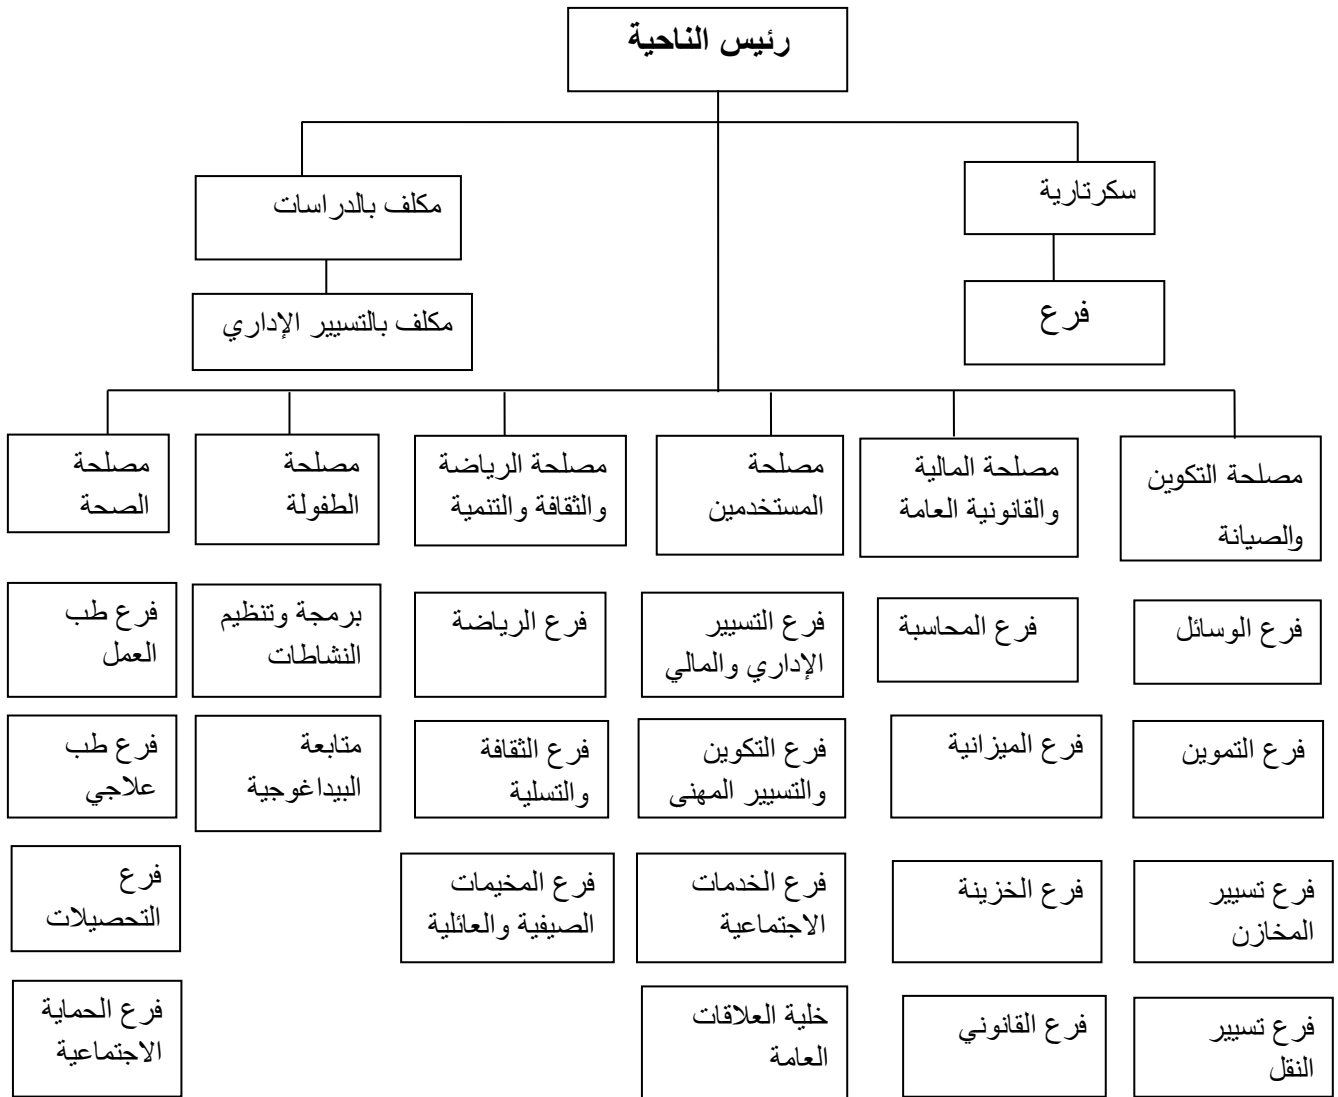 رئيس الناحية
سكرتارية
مكلف بالدراسات
فرع
مكلف بالتسيير الإداري
مصلحة التكوين
والصيانة
مصلحة المالية
والقانونية العامة
مصلحة
المستخدمين
مصلحة الرياضة
والثقافة والتنمية
مصلحة
الطفولة
مصلحة
الصحة
فرع الوسائل
فرع المحاسبة
فرع التسيير
الإداري والمالي
فرع الرياضة
برمجة وتنظيم
النشاطات
فرع طب
العمل
فرع التموين
فرع الميزانية
فرع التكوين
والتسيير المهنى
فرع الثقافة
والتسلية
متابعة
البيداغوجية
فرع طب
علاجي
فرع تسيير
المخازن
فرع الخزينة
فرع الخدمات
الاجتماعية
فرع المخيمات
الصيفية والعائلية
فرع
التحصيلات
فرع تسيير
النقل
فرع القانوني
خلية العلاقات
العامة
فرع الحماية
الاجتماعية